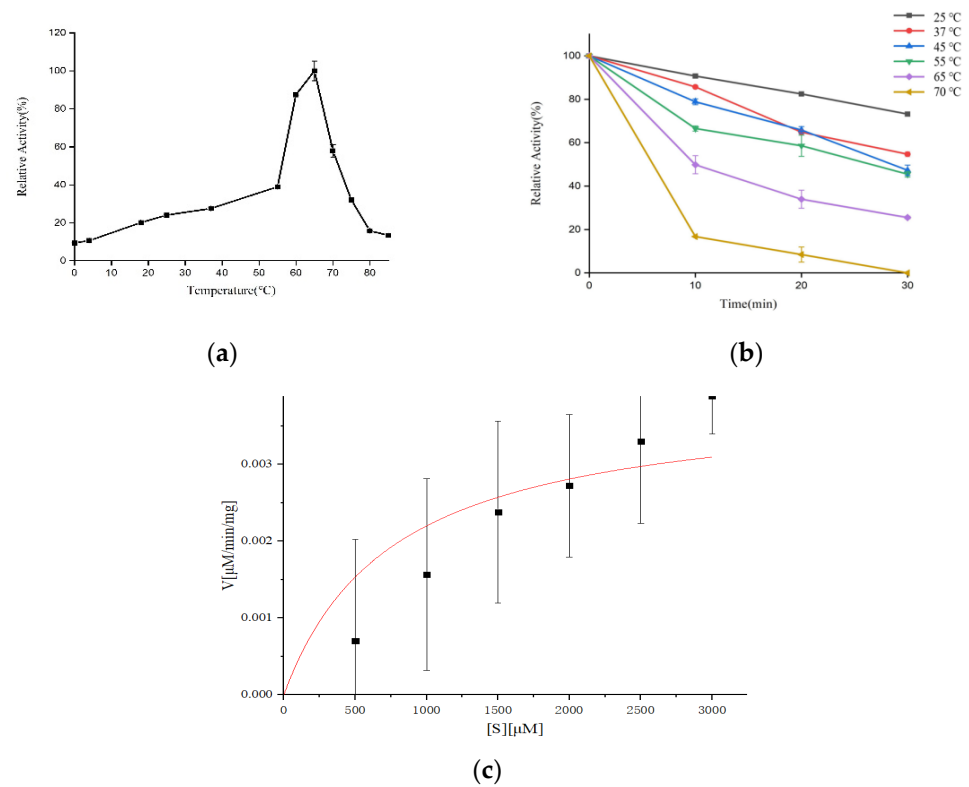 120
100
80
60
40
20
0
Relative Activity(%)
0 10 20 30 40 50 60 70 80
Temperature(°C)
(a)
25 °C
37 °C
45 °C
55 °C
65 °C
70 °C
100
80
60
40
20
0
Relative Activity(%)
0 10 20 30
Time(min)
(b)
0.003
0.002
0.001
0.000
V[μM/min/mg]
0 500 1000 1500 2000 2500 3000
[S][μM]
(c)